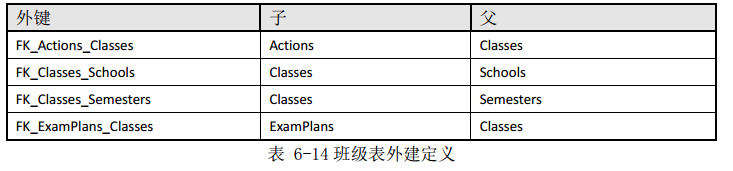 外键 子 父
FK_Actions_Classes Actions Classes
FK_Classes_Schools Classes Schools
FK_Classes_Semesters Classes Semesters
FK_ExamPlans_Classes ExamPlans Classes
表 6-14 班级表外建定义